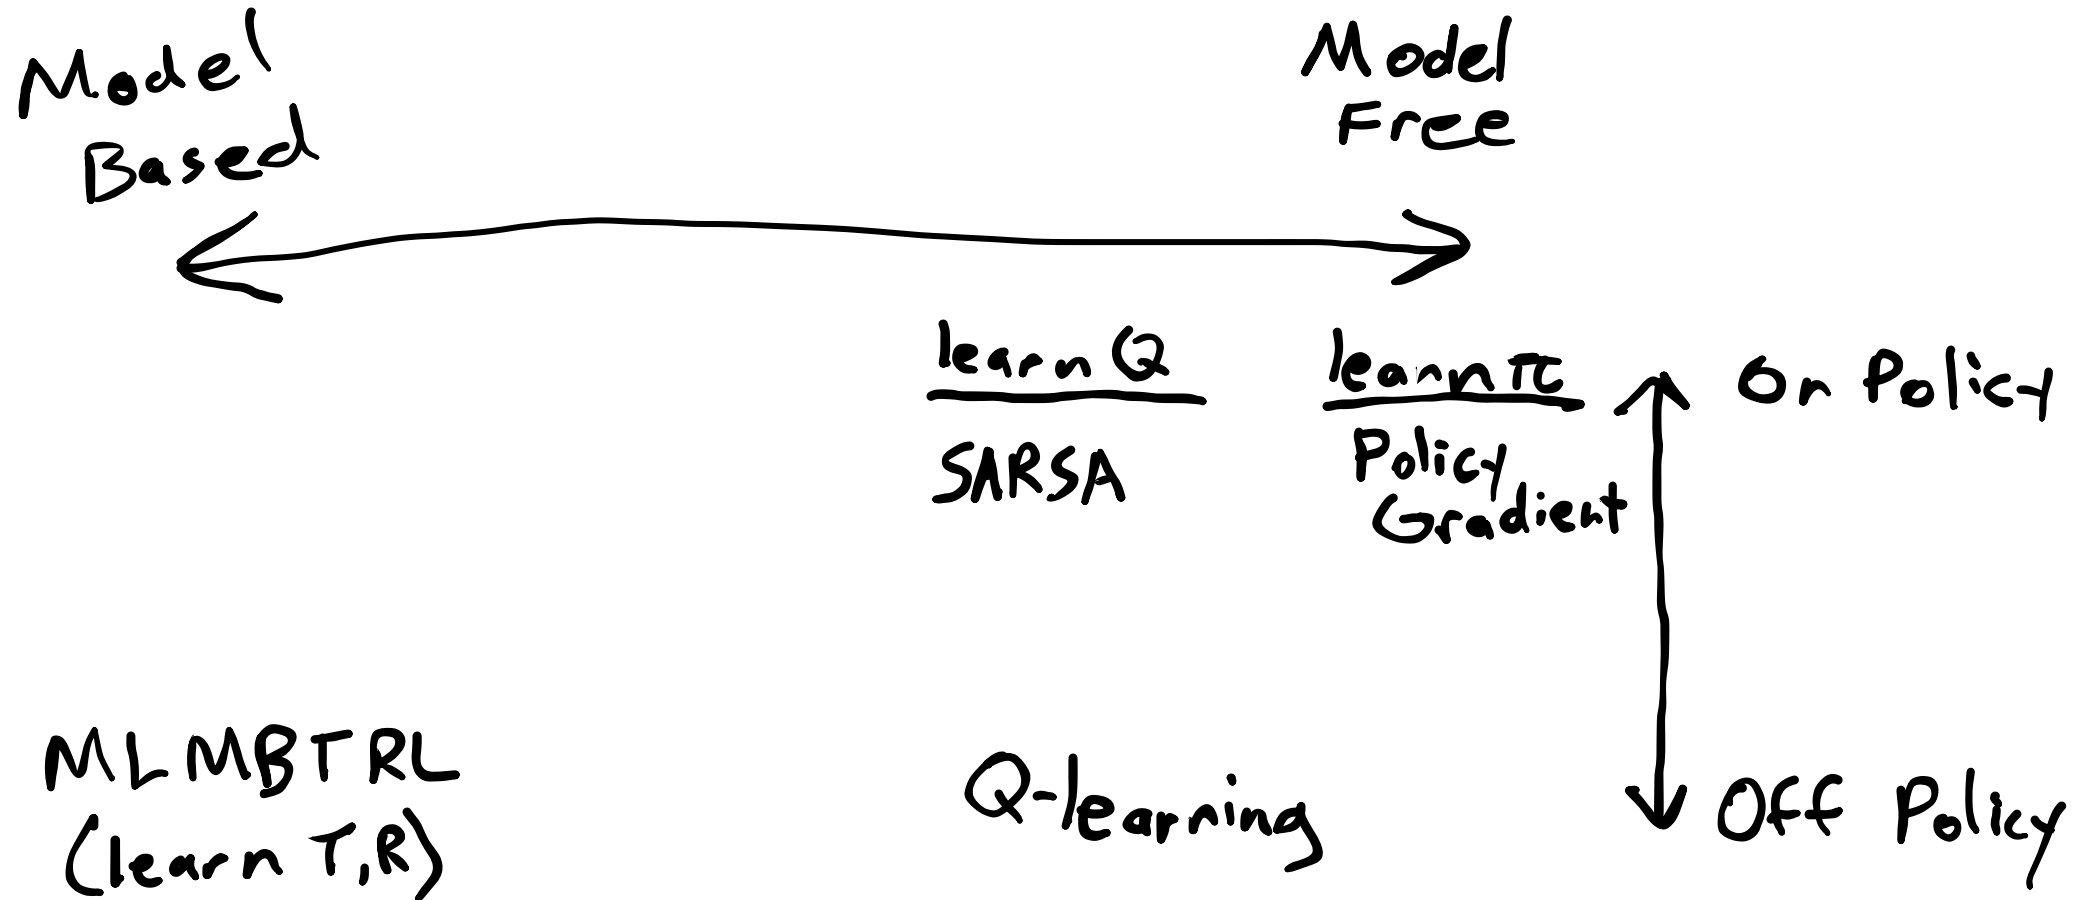 Model
Based
Model
Free
learn Q
SARSA
learn π
Policy
Gradient
On Policy
MLMBTRL
(learn T,R)
Q-learning
Off Policy